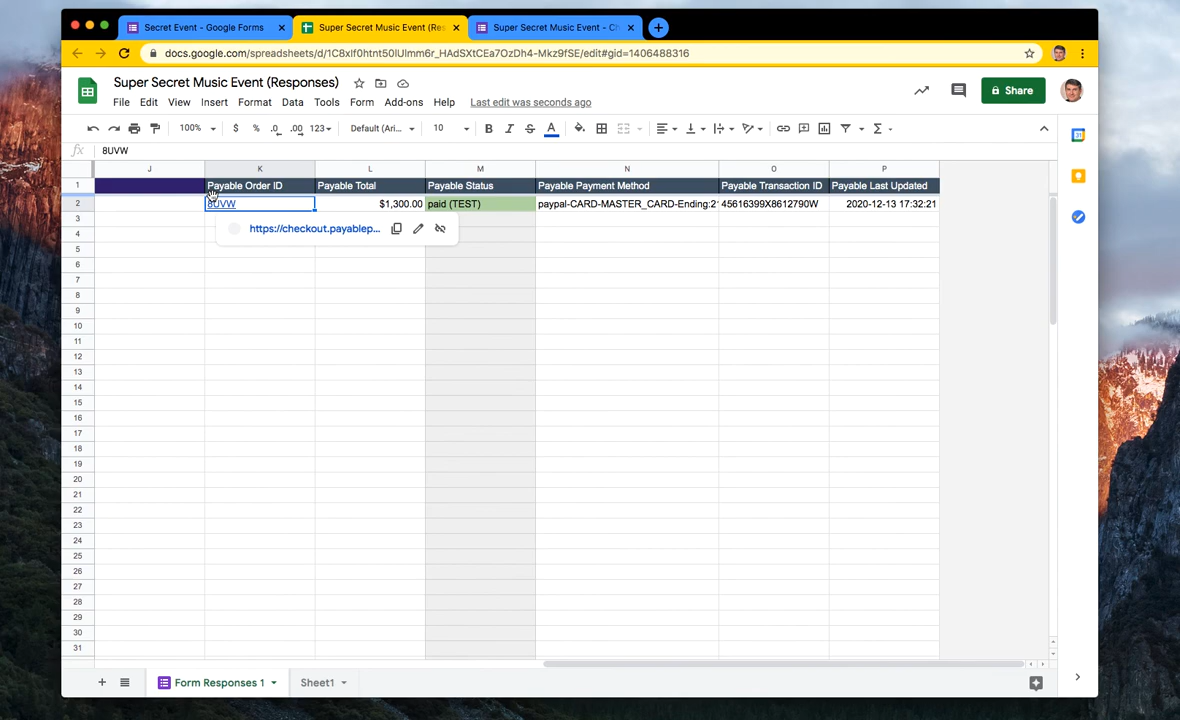 Secret Event - Google Forms
Super Secret Music Event (Res
Super Secret Music Event - Ch
docs.google.com/spreadsheets/d/1C8xIf0htnt50lUImm6r_HAdSXtCEa7OzDh4-Mkz9fSE/edit#gid=1406488316
Super Secret Music Event (Responses)
File Edit View Insert Format Data Tools Form Add-ons Help Last edit was seconds ago
Share
100% $ % .0 .00 123 Default (Ari... 10 B I S A
fx 8UVW
J K L M N O P
1 Payable Order ID Payable Total Payable Status Payable Payment Method Payable Transaction ID Payable Last Updated
2 8UVW $1,300.00 paid (TEST) paypal-CARD-MASTER_CARD-Ending:2 45616399X8612790W 2020-12-13 17:32:21
3
https://checkout.payablep...
4
5
6
7
8
9
10
11
12
13
14
15
16
17
18
19
20
21
22
23
24
25
26
27
28
29
30
31
Form Responses 1 Sheet1